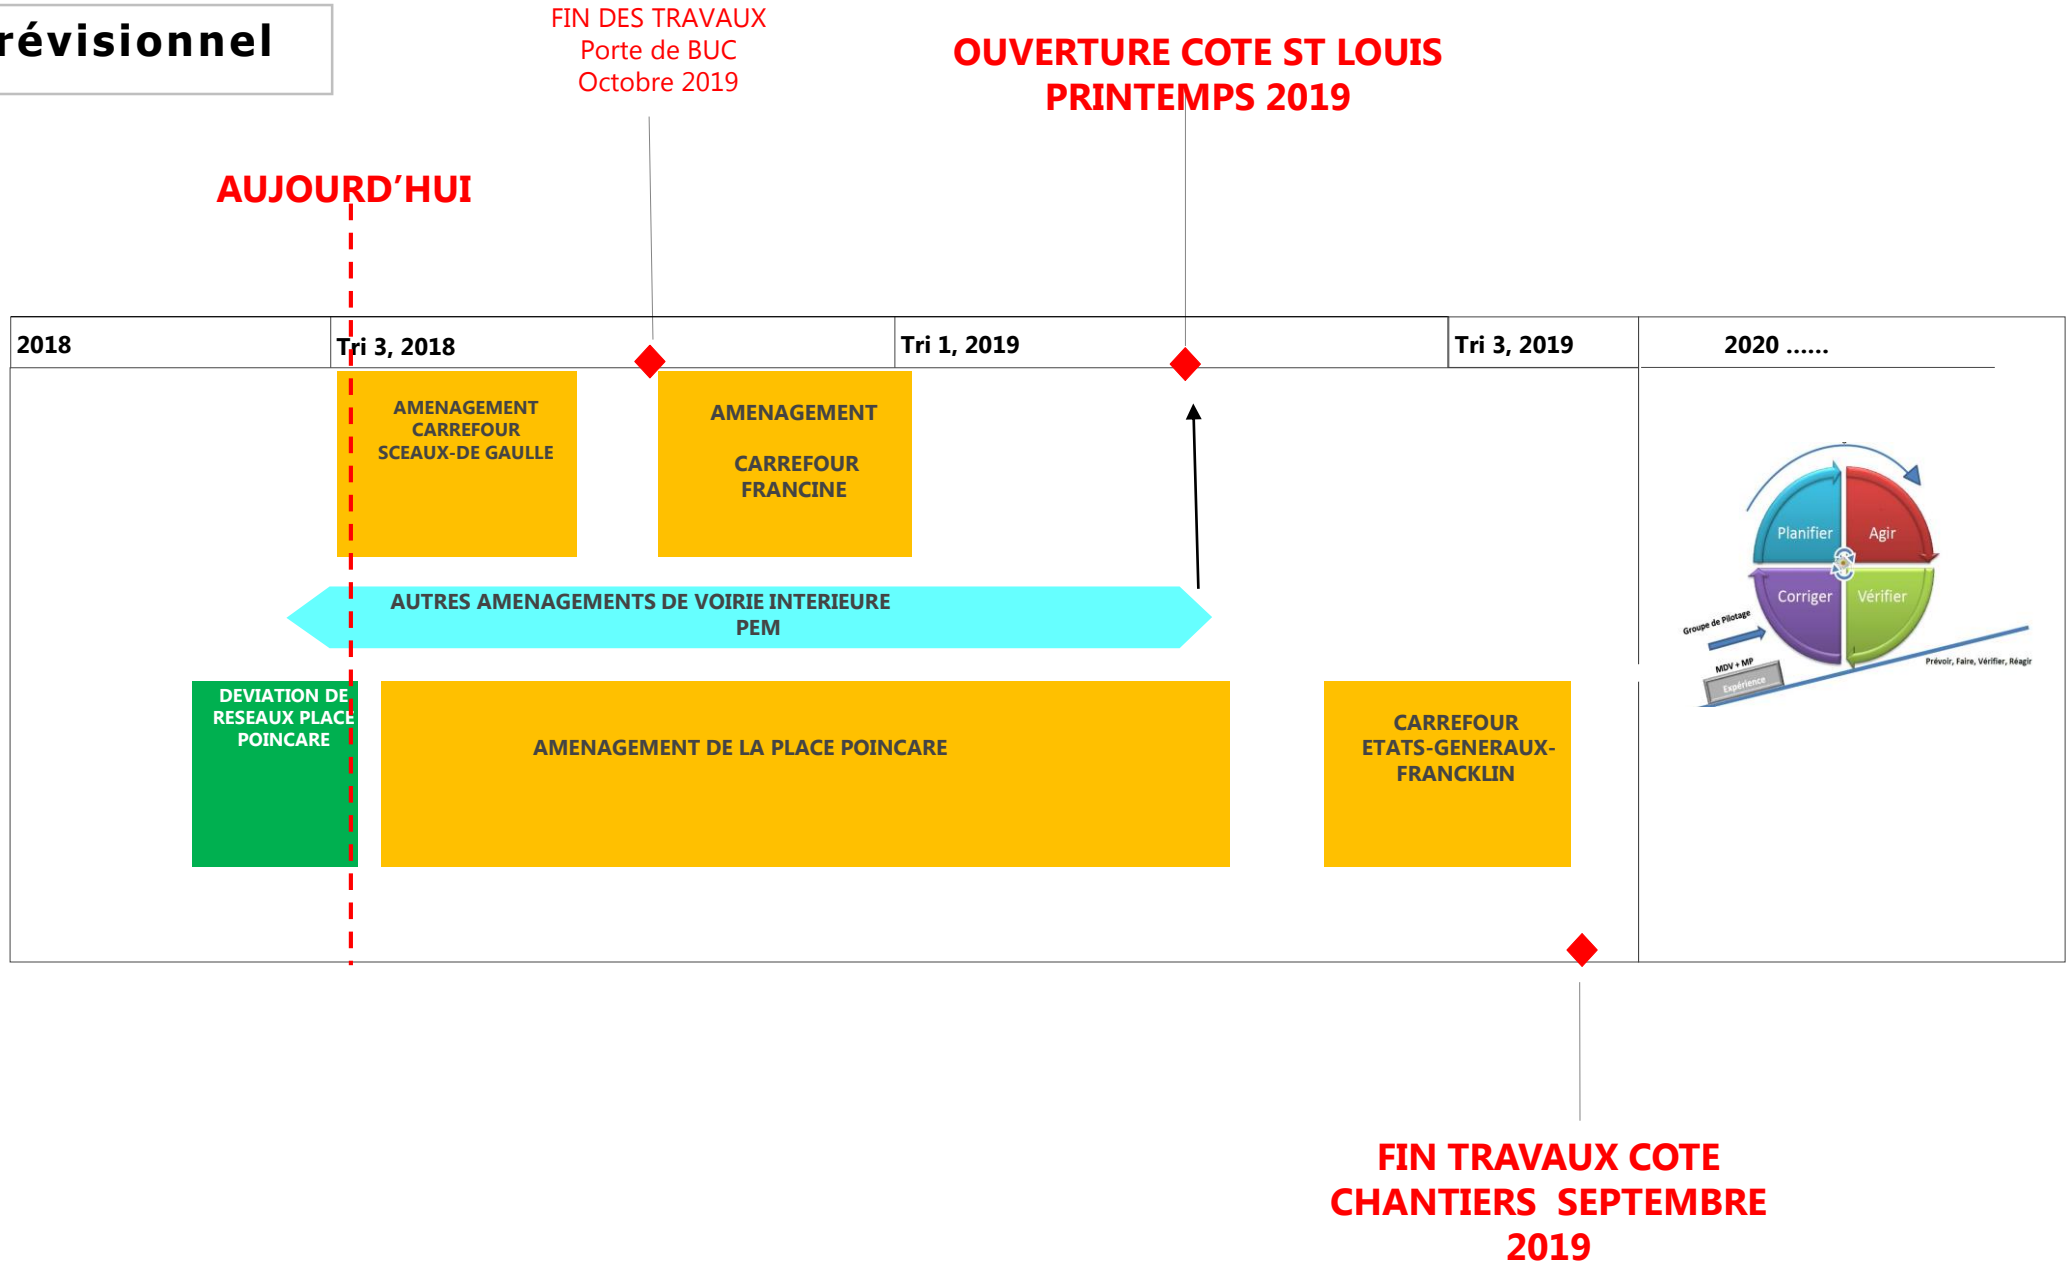 révisionnel
FIN DES TRAVAUX
Porte de BUC
Octobre 2019
OUVERTURE COTE ST LOUIS
PRINTEMPS 2019
AUJOURD’HUI
2018
Tri 3, 2018
Tri 1, 2019
Tri 3, 2019
2020 ......
AMENAGEMENT
CARREFOUR
SCEAUX-DE GAULLE
AMENAGEMENT
CARREFOUR
FRANCINE
Planifier
Agir
Corriger
Vérifier
Groupe de Pilotage
MDV + MP
Expérience
Prévoir, Faire, Vérifier, Réagir
AUTRES AMENAGEMENTS DE VOIRIE INTERIEURE
PEM
DEVIATION DE
RESEAUX PLACE
POINCARE
AMENAGEMENT DE LA PLACE POINCARE
CARREFOUR
ETATS-GENERAUX-
FRANCKLIN
FIN TRAVAUX COTE
CHANTIERS  SEPTEMBRE
2019